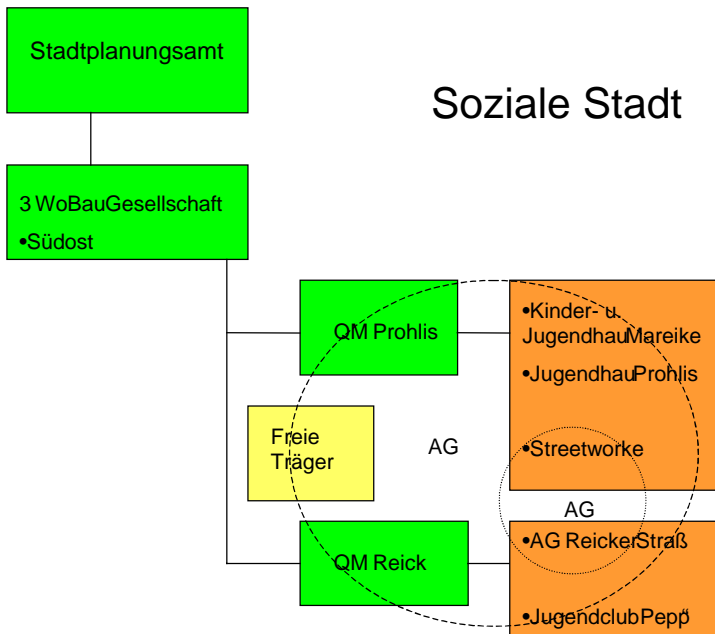 Stadtplanungsamt
Soziale Stadt
3 WoBauGesellschaft
•Südost
QM Prohlis
•Kinder- u.
JugendhauMareike
•JugendhauProhlis
Freie
Träger
AG
•Streetworke
AG
QM Reick
•AG ReickerStraß
•JugendclubPepp"